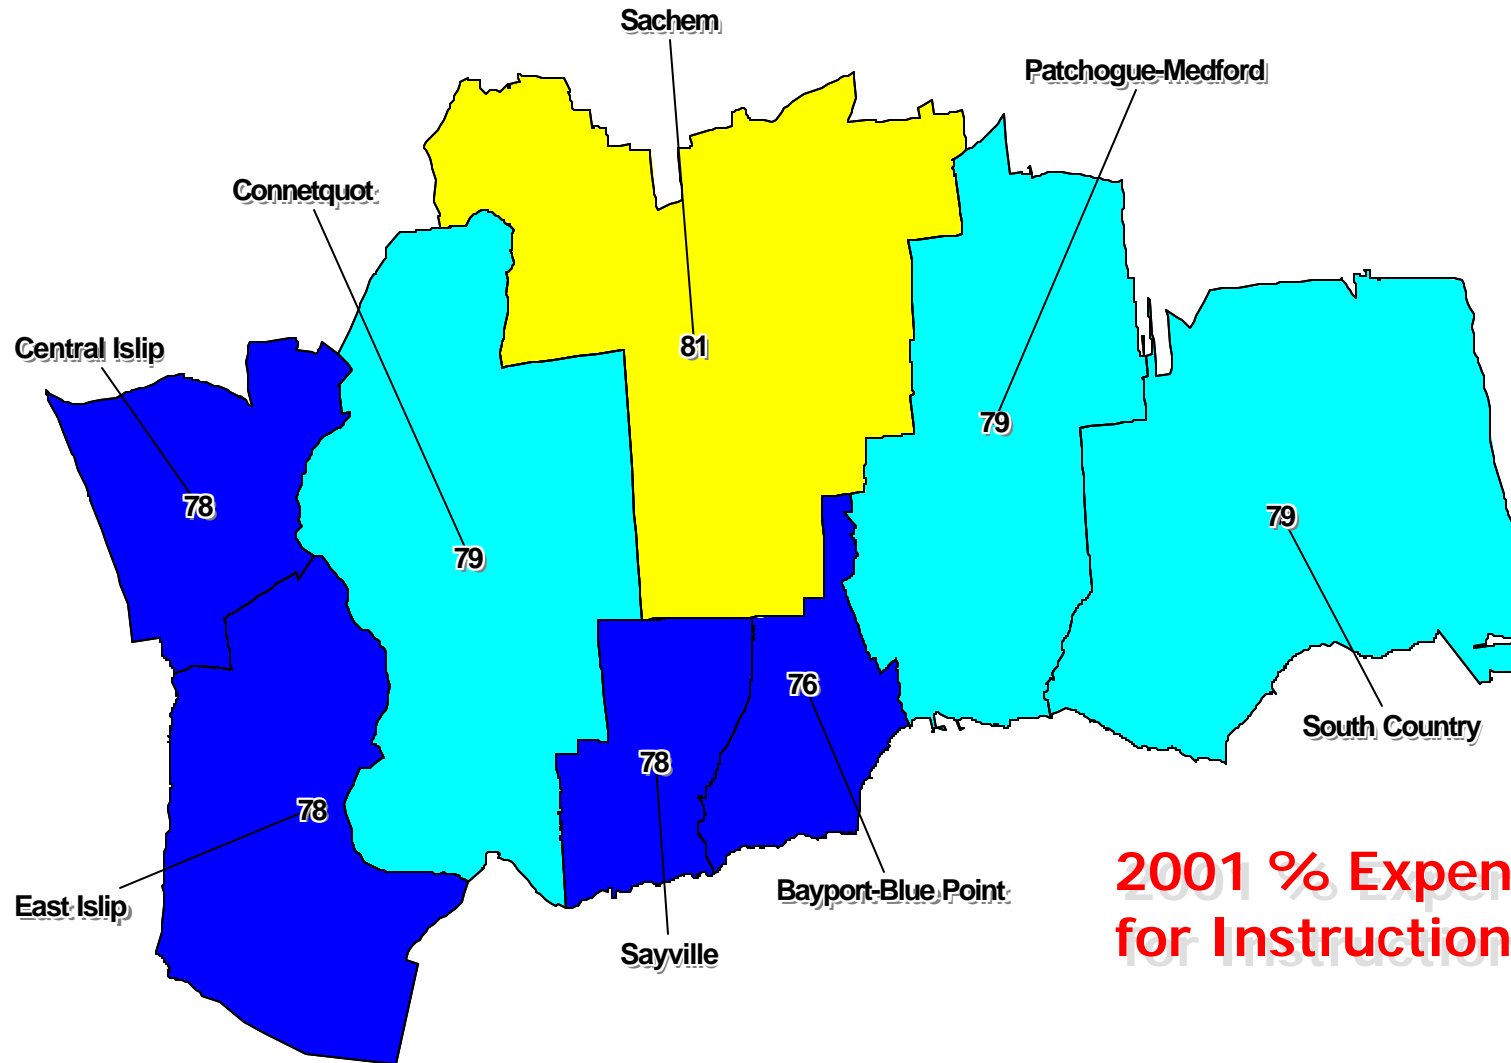 Sachem
Patchogue-Medford
Connetquot
Central Islip
81
79
78
79
79
South Country
76
78
78
East Islip
Bayport-Blue Point
Sayville
2001 % Expen
for Instruction